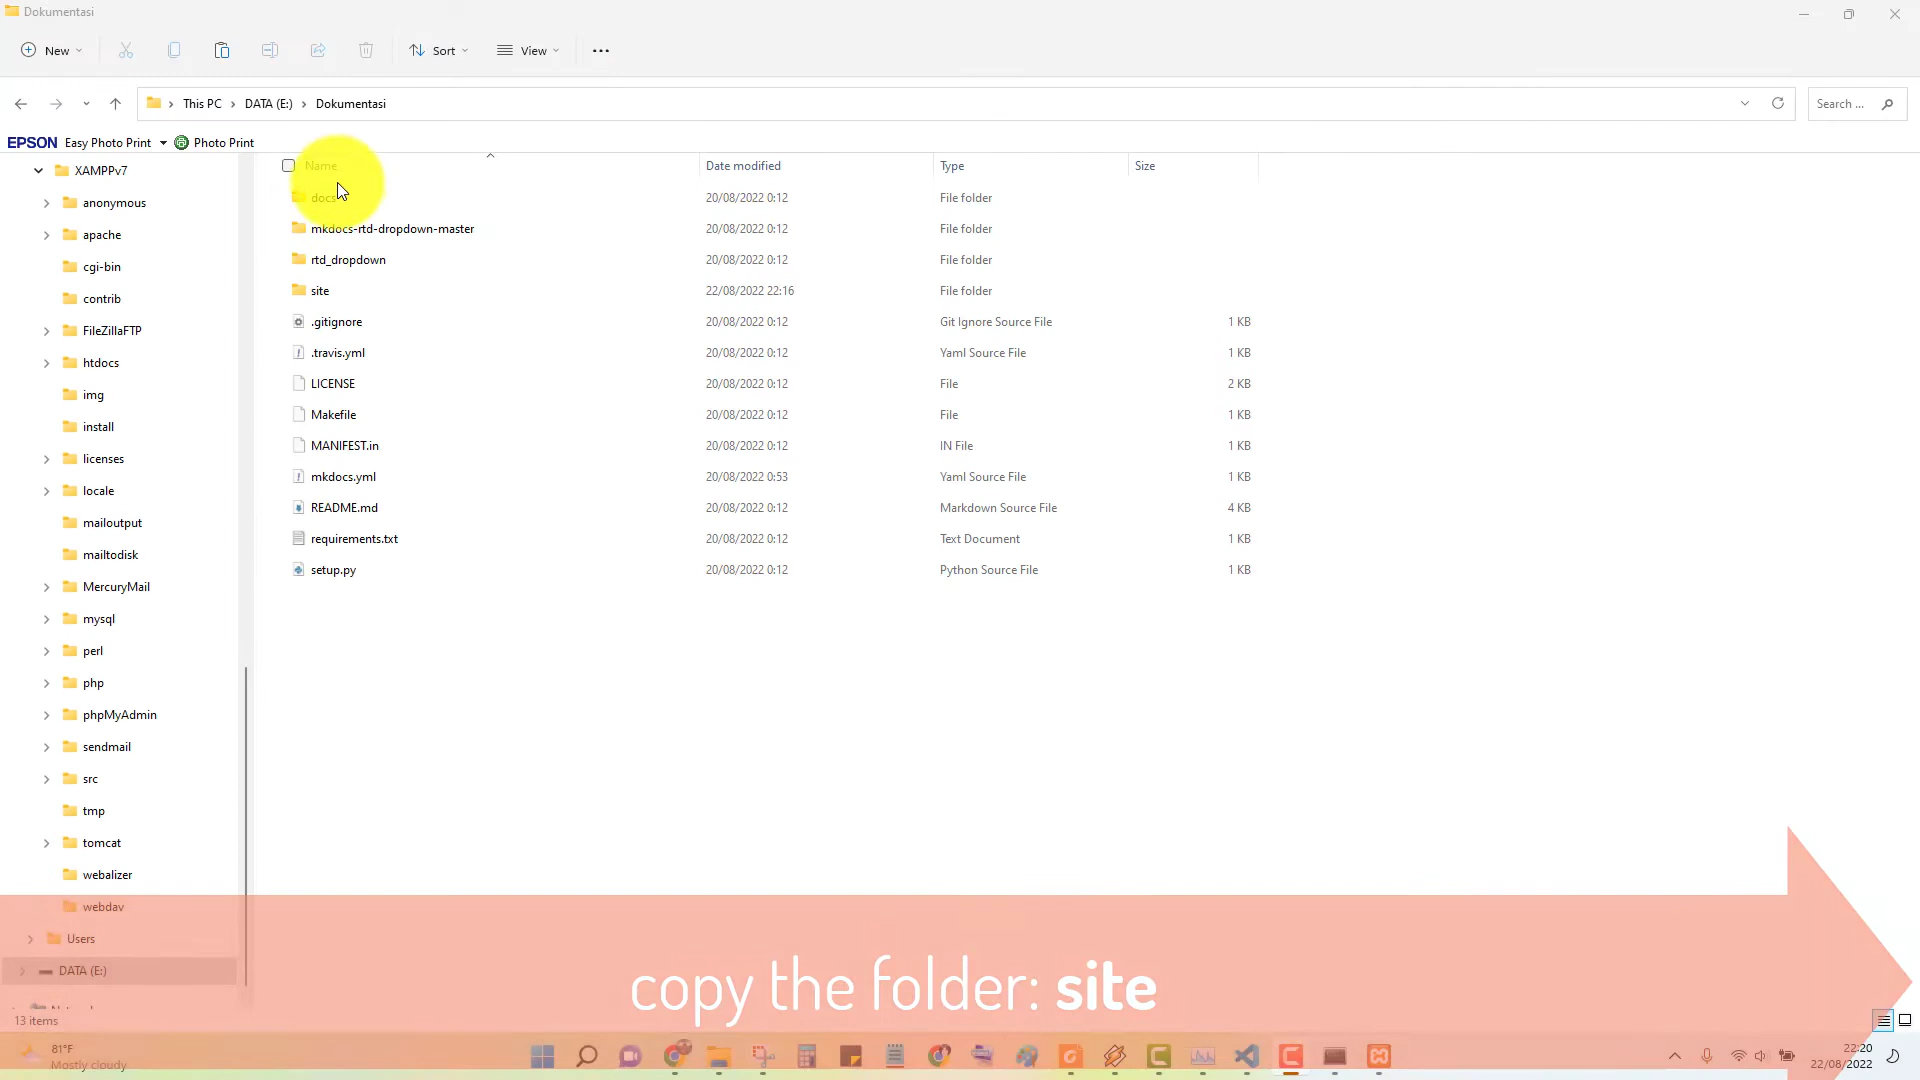 Dokumentasi
New
Sort
View
This PC
DATA (E:)
Dokumentasi
Search ...
EPSON Easy Photo Print
Photo Print
Name
Date modified
Type
Size
XAMPPv7
anonymous
apache
cgi-bin
contrib
FileZillaFTP
htdocs
img
install
licenses
locale
mailoutput
mailtodisk
MercuryMail
mysql
perl
php
phpMyAdmin
sendmail
src
tmp
tomcat
webalizer
webdav
Users
DATA (E:)
docs 20/08/2022 0:12 File folder
mkdocs-rtd-dropdown-master 20/08/2022 0:12 File folder
rtd_dropdown 20/08/2022 0:12 File folder
site 22/08/2022 22:16 File folder
.gitignore 20/08/2022 0:12 Git Ignore Source File 1 KB
.travis.yml 20/08/2022 0:12 Yaml Source File 1 KB
LICENSE 20/08/2022 0:12 File 2 KB
Makefile 20/08/2022 0:12 File 1 KB
MANIFEST.in 20/08/2022 0:12 IN File 1 KB
mkdocs.yml 20/08/2022 0:53 Yaml Source File 1 KB
README.md 20/08/2022 0:12 Markdown Source File 4 KB
requirements.txt 20/08/2022 0:12 Text Document 1 KB
setup.py 20/08/2022 0:12 Python Source File 1 KB
copy the folder: site
13 items
81°F
Mostly cloudy
22:20
22/08/2022